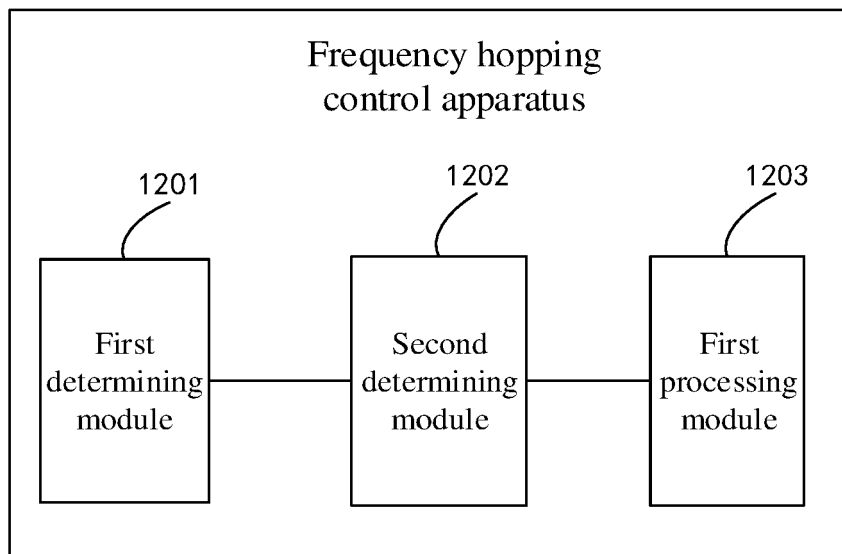 Frequency hopping
control apparatus
1201
1202
1203
First
determining
module
Second
determining
module
First
processing
module